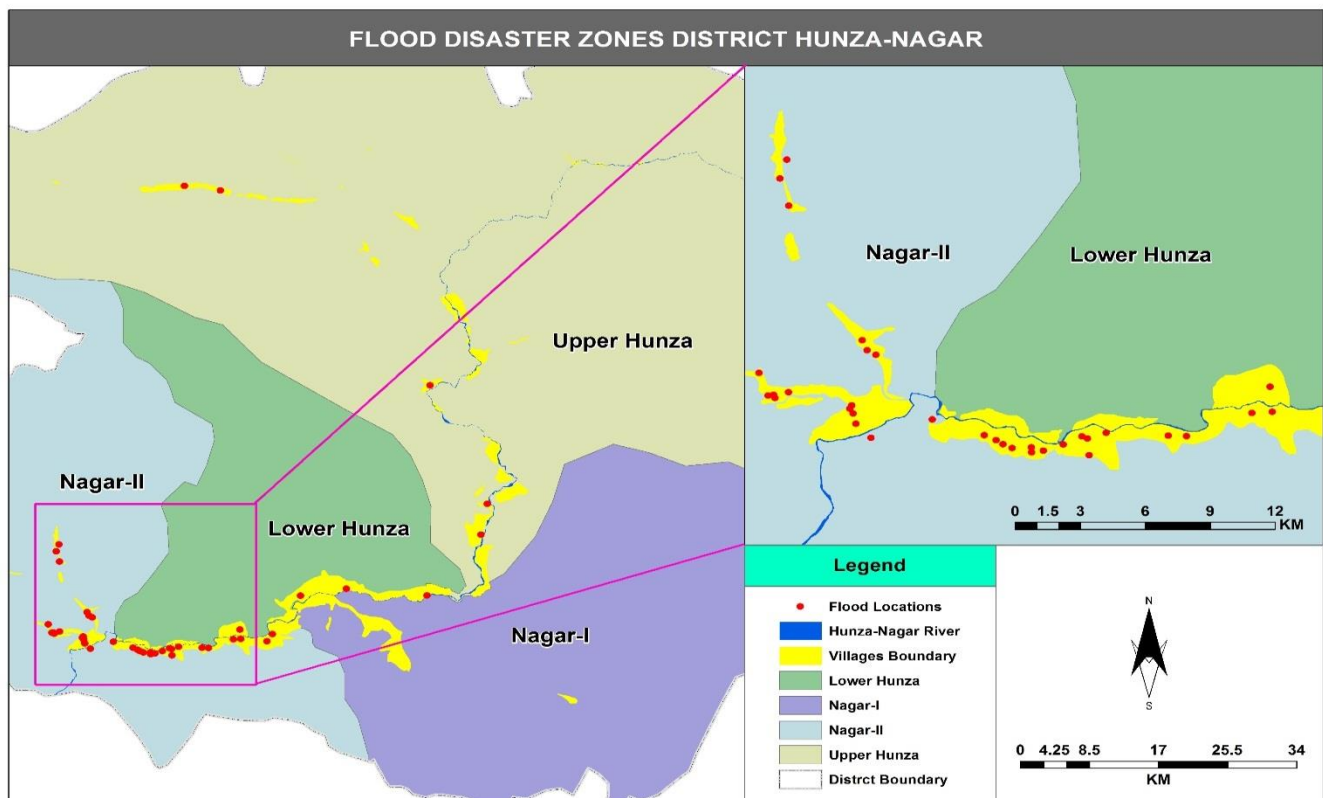 FLOOD DISASTER ZONES DISTRICT HUNZA-NAGAR
Upper Hunza
Nagar-II
Lower Hunza
Nagar-I
Nagar-II
Lower Hunza
0 1.5 3 6 9 12
KM
Legend
Flood Locations
Hunza-Nagar River
Villages Boundary
Lower Hunza
Nagar-I
Nagar-II
Upper Hunza
Distrct Boundary
N
S
0 4.25 8.5 17 25.5 34
KM